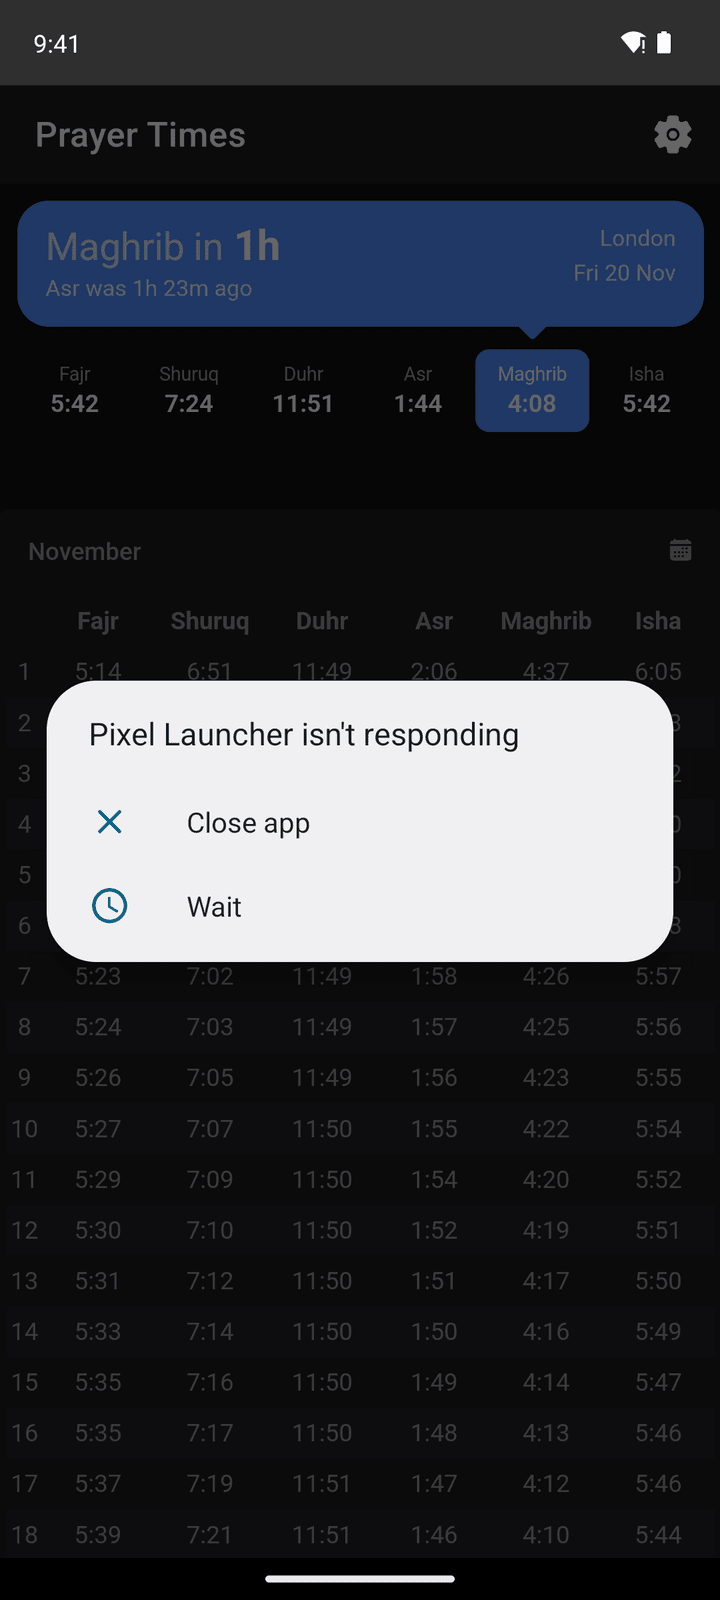 9:41
Prayer Times
Maghrib in 1h
London
Asr was 1h 23m ago
Fri 20 Nov
Fajr Shuruq Duhr Asr Maghrib Isha
5:42 7:24 11:51 1:44 4:08 5:42
November
Fajr Shuruq Duhr Asr Maghrib Isha
1 5:14 6:51 11:49 2:06 4:37 6:05
2
3
4
5
6
Pixel Launcher isn't responding
Close app
Wait
7 5:23 7:02 11:49 1:58 4:26 5:57
8 5:24 7:03 11:49 1:57 4:25 5:56
9 5:26 7:05 11:49 1:56 4:23 5:55
10 5:27 7:07 11:50 1:55 4:22 5:54
11 5:29 7:09 11:50 1:54 4:20 5:52
12 5:30 7:10 11:50 1:52 4:19 5:51
13 5:31 7:12 11:50 1:51 4:17 5:50
14 5:33 7:14 11:50 1:50 4:16 5:49
15 5:35 7:16 11:50 1:49 4:14 5:47
16 5:35 7:17 11:50 1:48 4:13 5:46
17 5:37 7:19 11:51 1:47 4:12 5:46
18 5:39 7:21 11:51 1:46 4:10 5:44